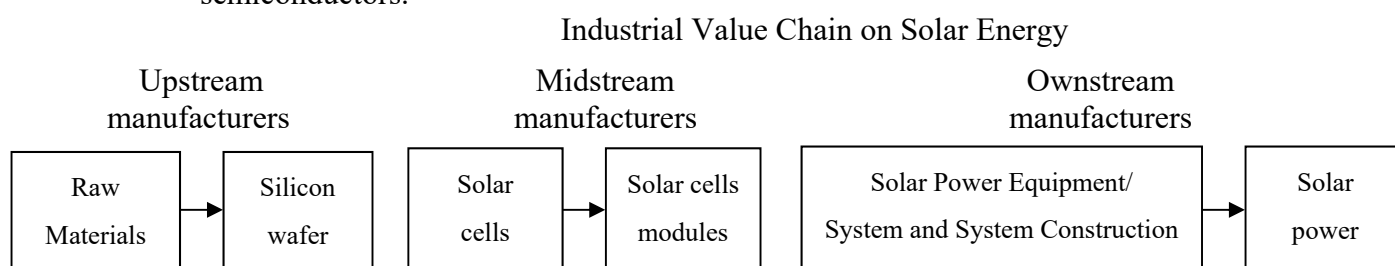 semiconductors.
Industrial Value Chain on Solar Energy
Upstream
manufacturers
Midstream
manufacturers
Ownstream
manufacturers
Raw
Materials
Silicon
wafer
Solar
cells
Solar cells
modules
Solar Power Equipment/
System and System Construction
Solar
power